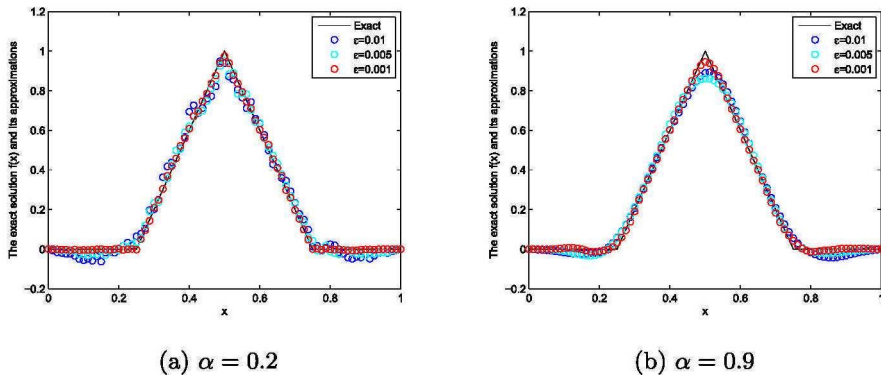 The exact solution f(x) and its approximations
1.2
1
0.8
0.6
0.4
0.2
0
−0.2
0
0.2
0.4
0.6
0.8
1
x
Exact
ε=0.01
ε=0.005
ε=0.001
(a) α = 0.2
The exact solution f(x) and its approximations
1.2
1
0.8
0.6
0.4
0.2
0
−0.2
0
0.2
0.4
0.6
0.8
1
x
Exact
ε=0.01
ε=0.005
ε=0.001
(b) α = 0.9